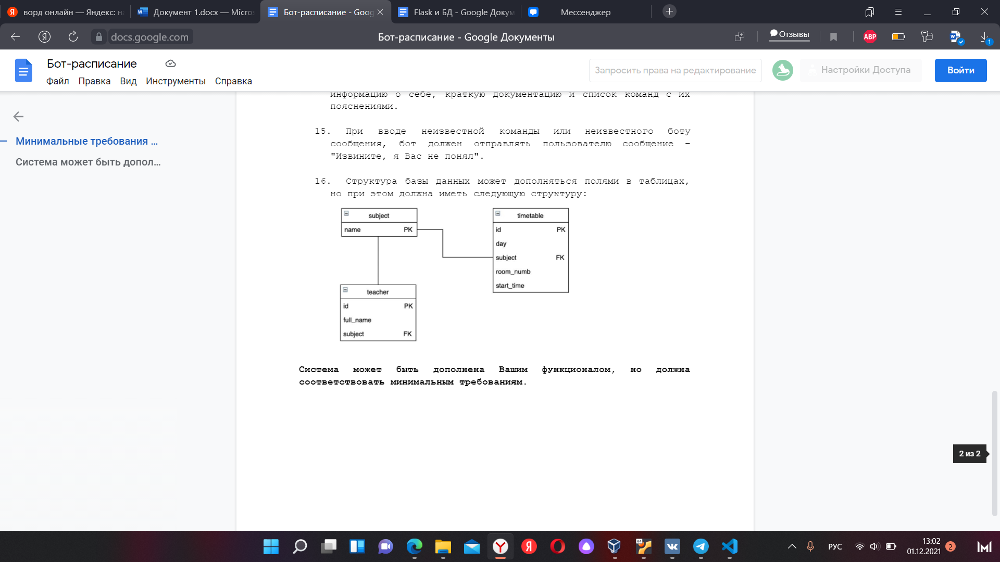 ворд онлайн — Яндекс: н
Документ 1.docx — Micros
Бот-расписание - Goog
Flask и БД - Google Докум
Мессенджер
docs.google.com
Бот-расписание - Google Документы
Отзывы
ABP
1
Бот-расписание
Запросить права на редактирование
Настройки Доступа
Войти
Файл Правка Вид Инструменты Справка
Минимальные требования ...
Система может быть допол...
информацию о себе, краткую документацию и список команд с их
пояснениями.
15. При вводе неизвестной команды или неизвестного боту
сообщения, бот должен отправлять пользователю сообщение –
"Извините, я Вас не понял".
16. Структура базы данных может дополняться полями в таблицах,
но при этом должна иметь следующую структуру:
subject
name PK
timetable
id PK
day
subject FK
room_numb
start_time
teacher
id PK
full_name
subject FK
Система может быть дополнена Вашим функционалом, но должна
соответствовать минимальным требованиям.
2 из 2
64
РУС
13:02
01.12.2021
2